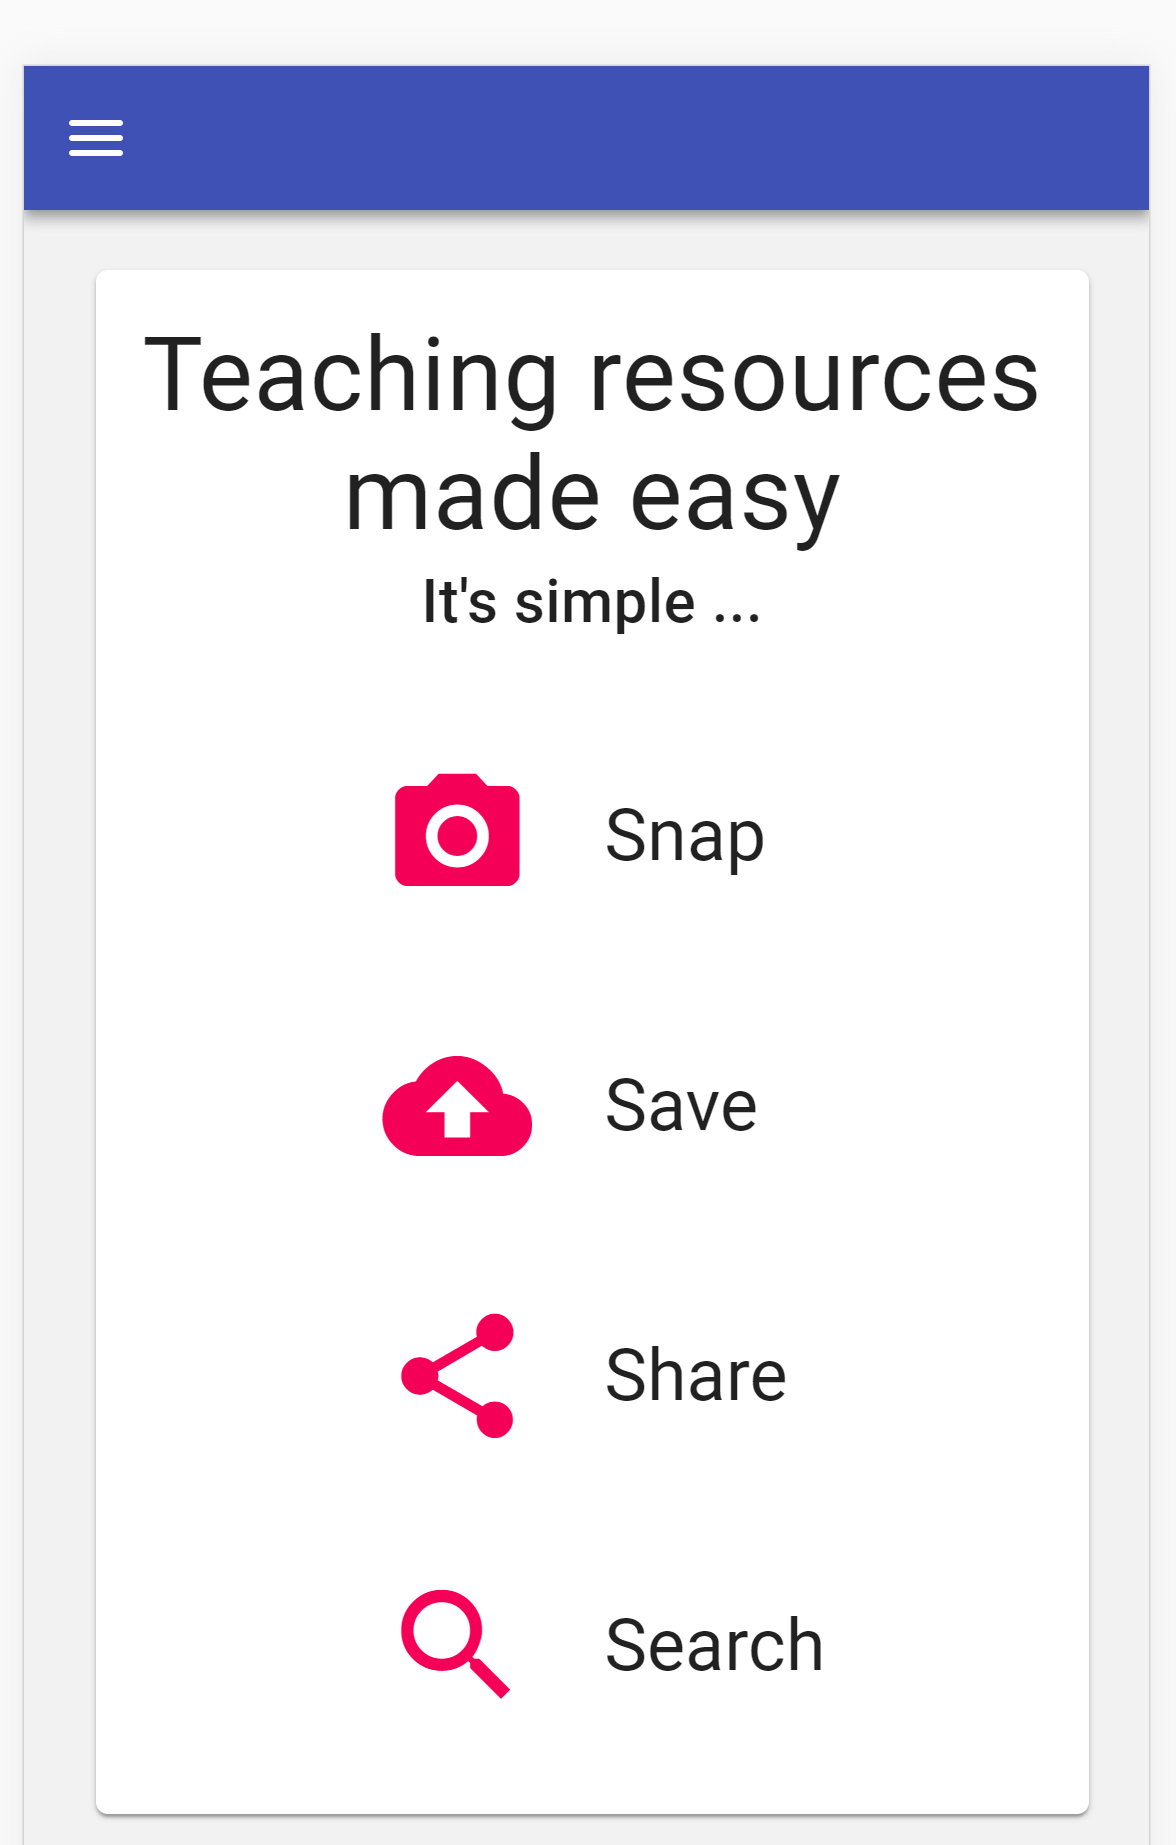 Teaching resources
made easy
It's simple ...
Snap
Save
Share
Search